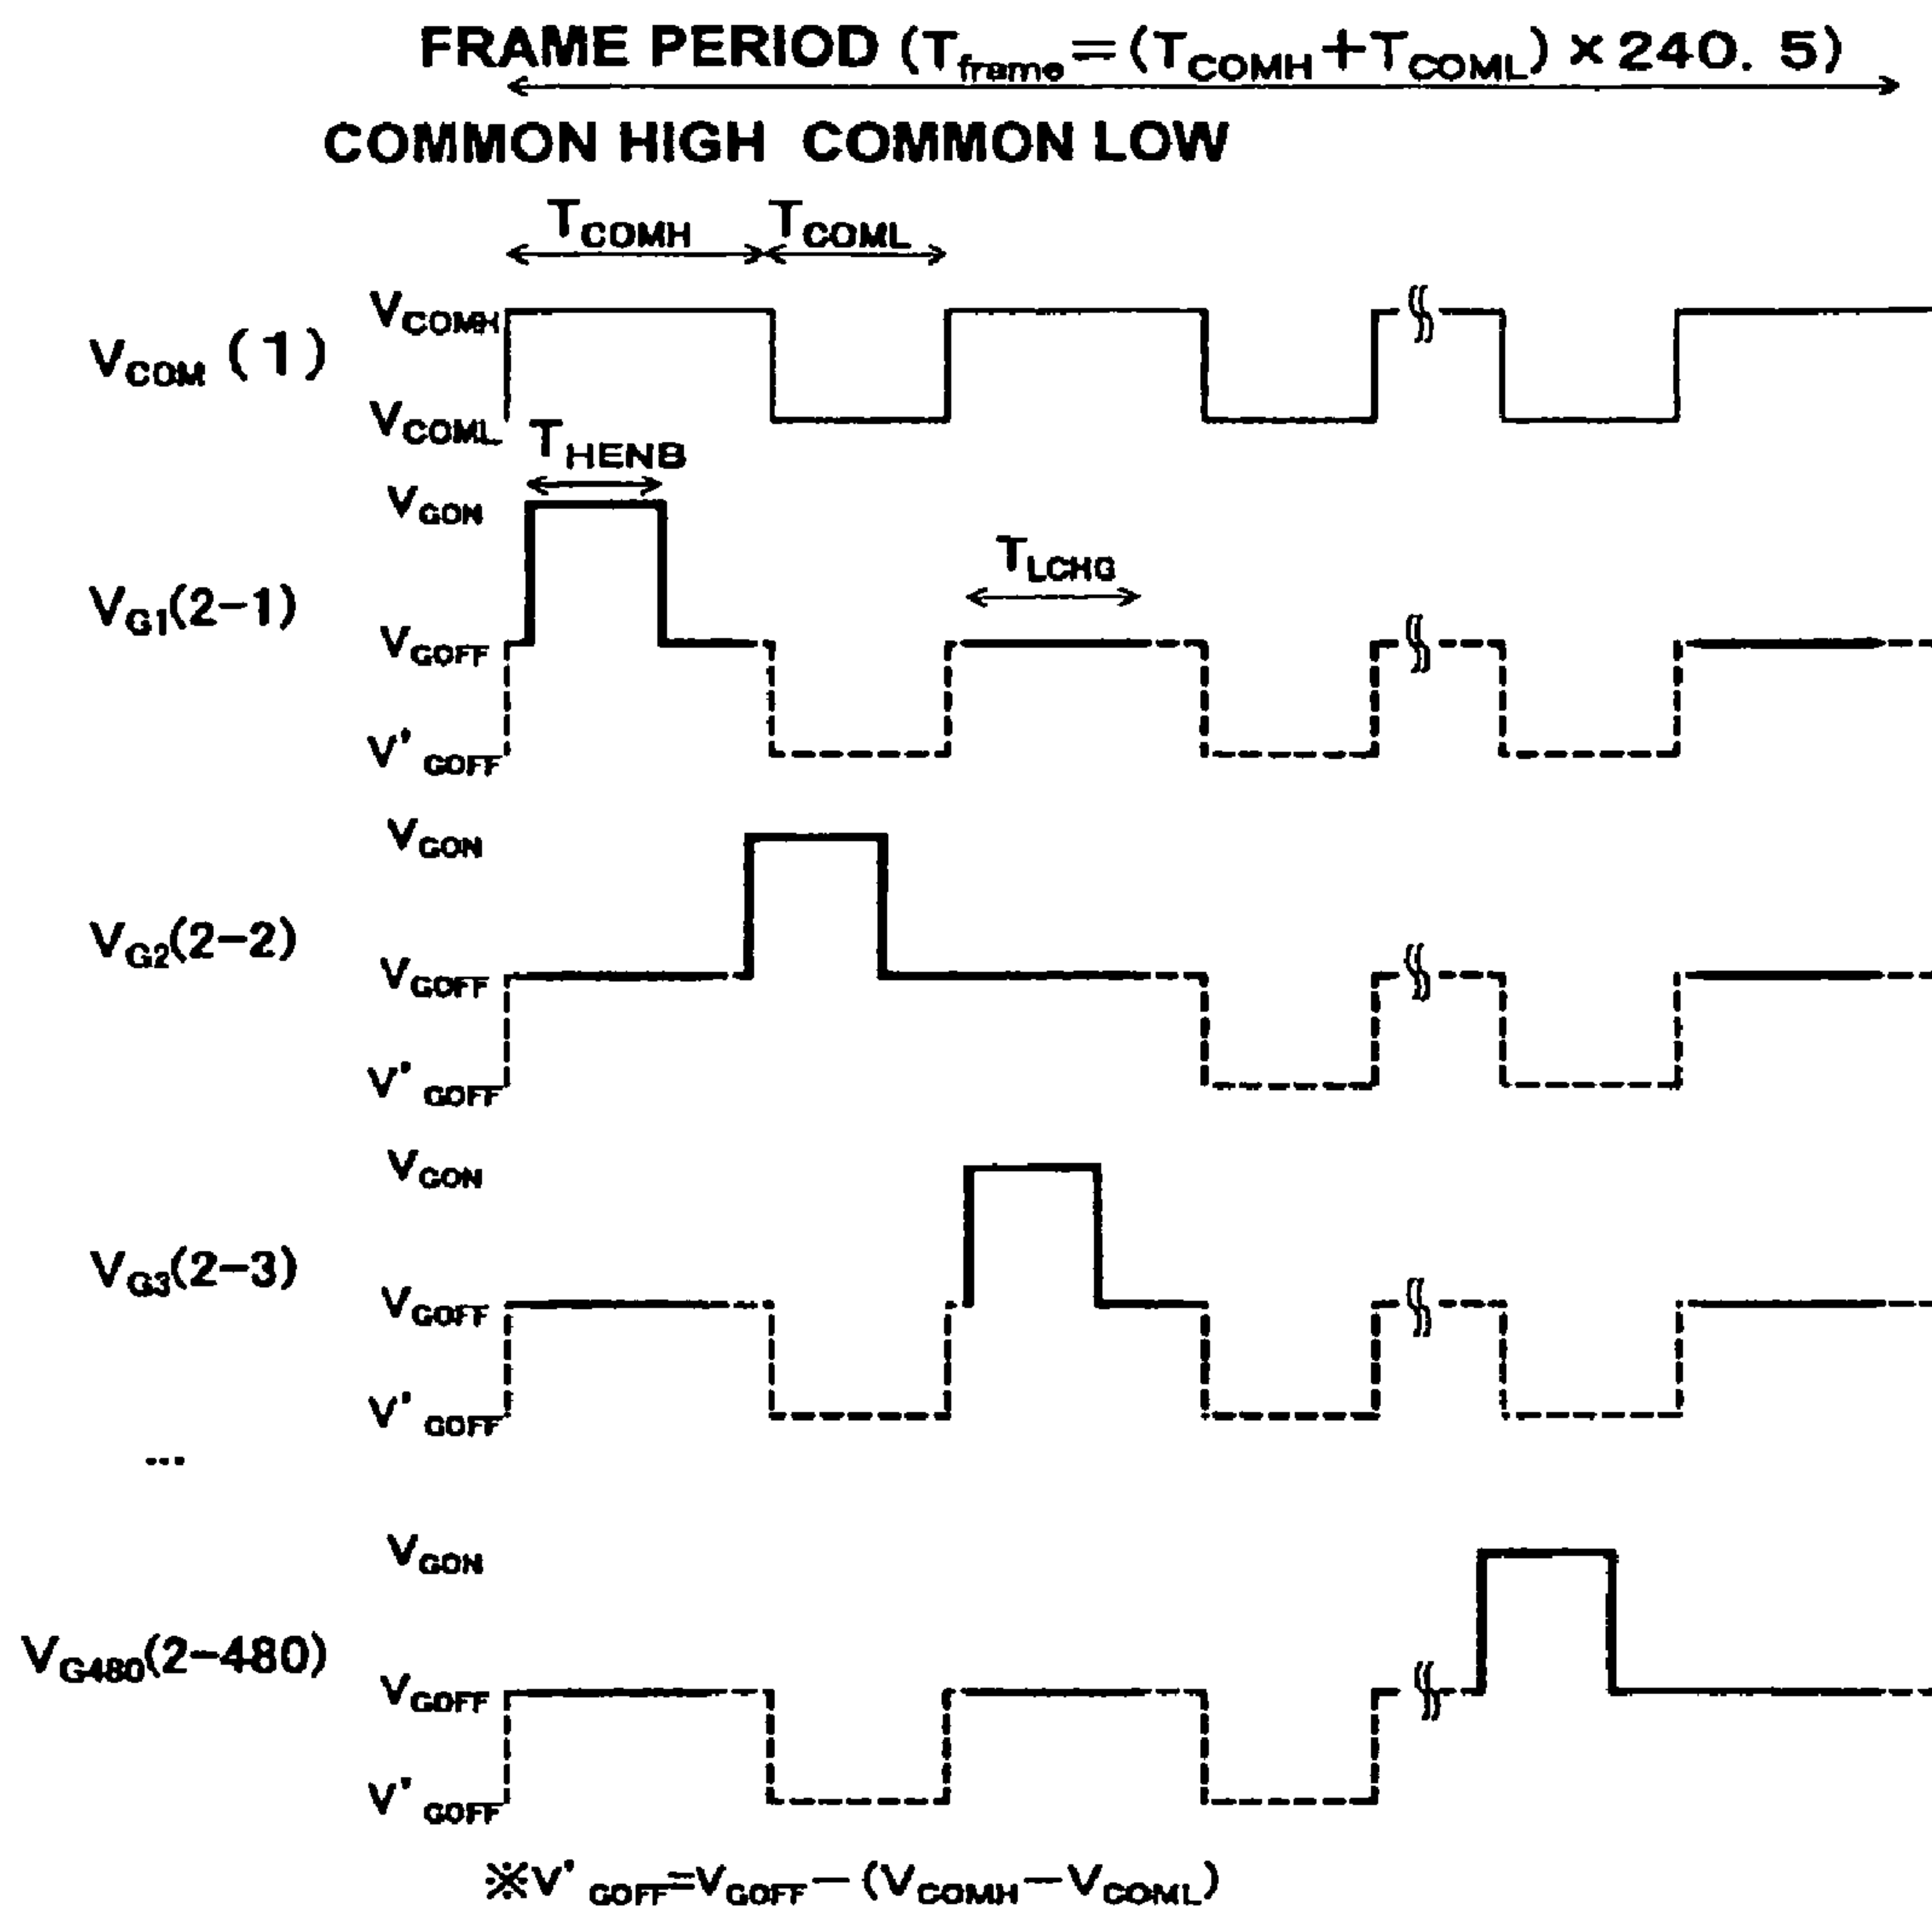 FRAME PERIOD (Tframe=(TCOMH+TCOML)×240. 5)
COMMON HIGH COMMON LOW
TCOMH TCOML
VCOMH
VCOM (1)
VCOML
THENB
VGON
TLCHG
VG1(2-1)
VGOFF
V'GOFF
VGON
VG2(2-2)
VGOFF
V'GOFF
VGON
VG3(2-3)
VGOFF
V'GOFF
...
VGON
VG480(2-480)
VGOFF
V'GOFF
※V'GOFF=VGOFF-(VCOMH-VCOML)